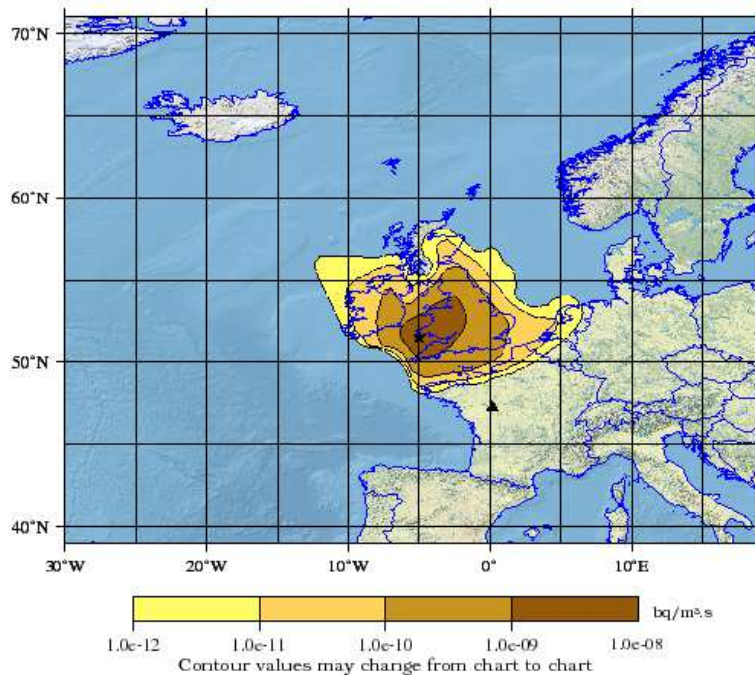 70°N
60°N
50°N
40°N
30°W 20°W 10°W 0° 10°E
bq/m³.s
1.0e-12 1.0e-11 1.0e-10 1.0e-09 1.0e-08
Contour values may change from chart to chart